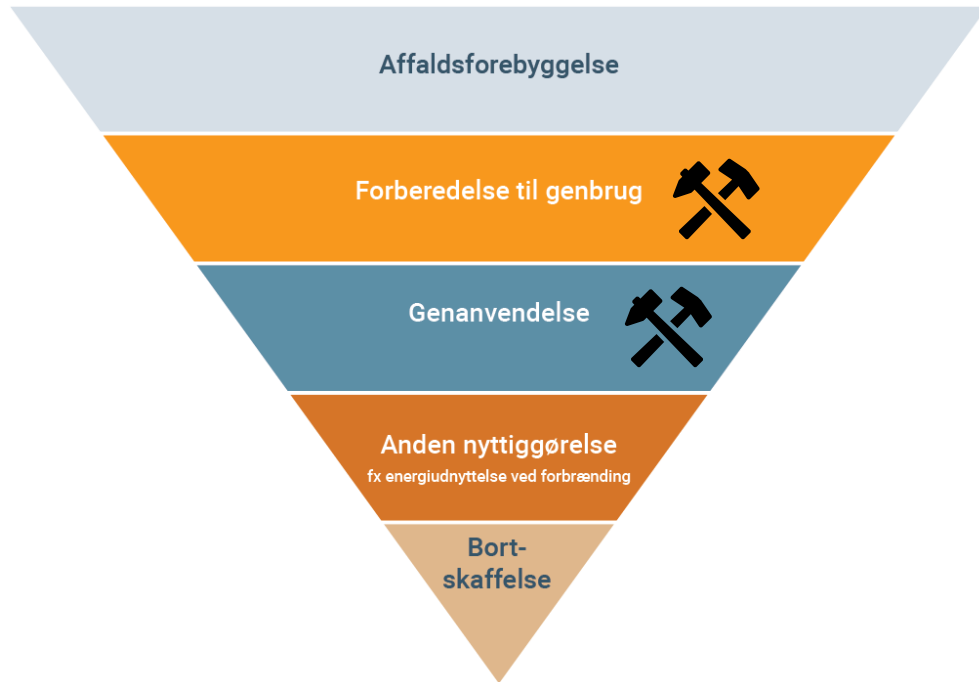 Affaldsforebyggelse
Forberedelse til genbrug
Genanvendelse
Anden nyttiggørelse
fx energiudnyttelse ved forbrænding
Bort-
skaffelse